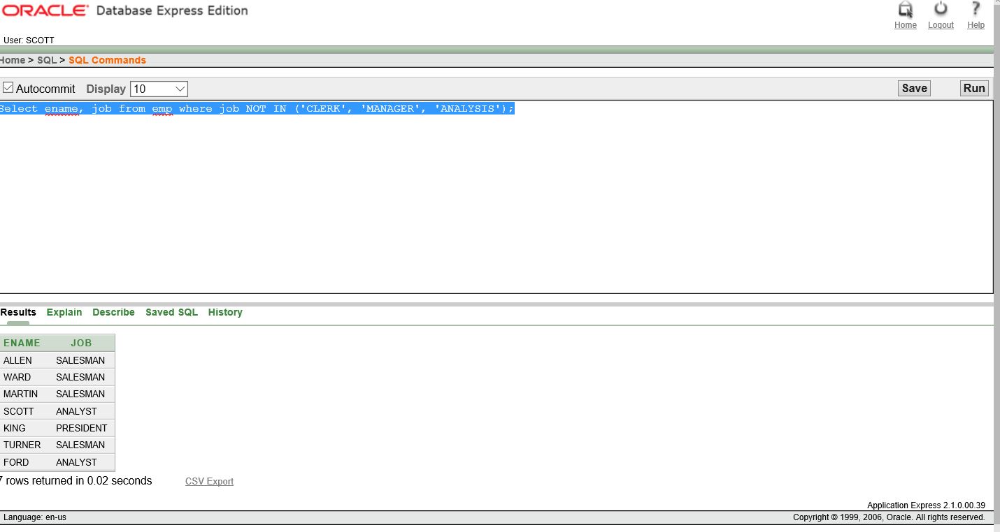 ORACLE® Database Express Edition
Home Logout Help
User: SCOTT
Home > SQL > SQL Commands
Autocommit Display 10 Save Run
Select ename, job from emp where job NOT IN ('CLERK', 'MANAGER', 'ANALYSIS');
Results Explain Describe Saved SQL History
ENAME JOB
ALLEN SALESMAN
WARD SALESMAN
MARTIN SALESMAN
SCOTT ANALYST
KING PRESIDENT
TURNER SALESMAN
FORD ANALYST
7 rows returned in 0.02 seconds CSV Export
Application Express 2.1.0.00.39
Language: en-us Copyright © 1999, 2006, Oracle. All rights reserved.